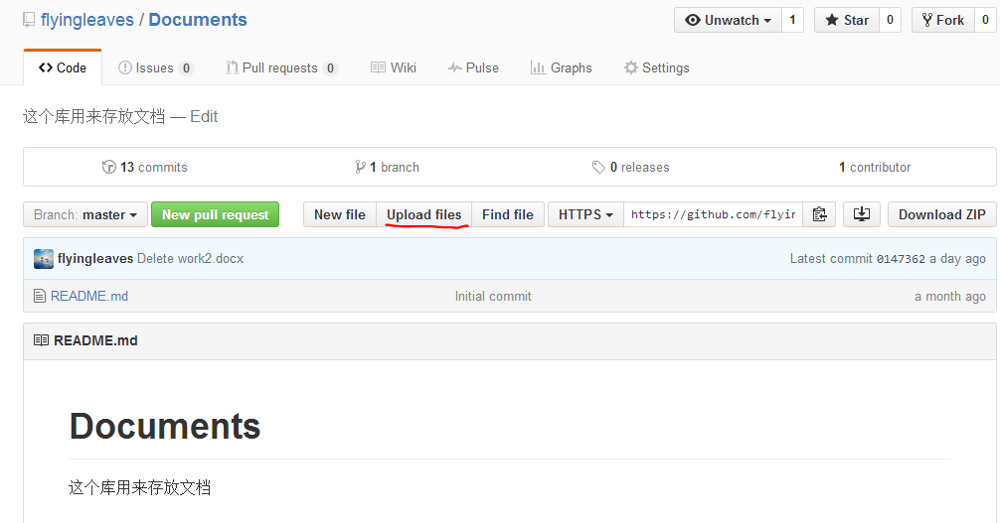 flyingleaves / Documents
Unwatch 1 Star 0 Fork 0
Code Issues 0 Pull requests 0 Wiki Pulse Graphs Settings
这个库用来存放文档 — Edit
13 commits 1 branch 0 releases 1 contributor
Branch: master New pull request New file Upload files Find file HTTPS https://github.com/flyin Download ZIP
flyingleaves Delete work2.docx Latest commit 0147362 a day ago
README.md Initial commit a month ago
README.md
Documents
这个库用来存放文档